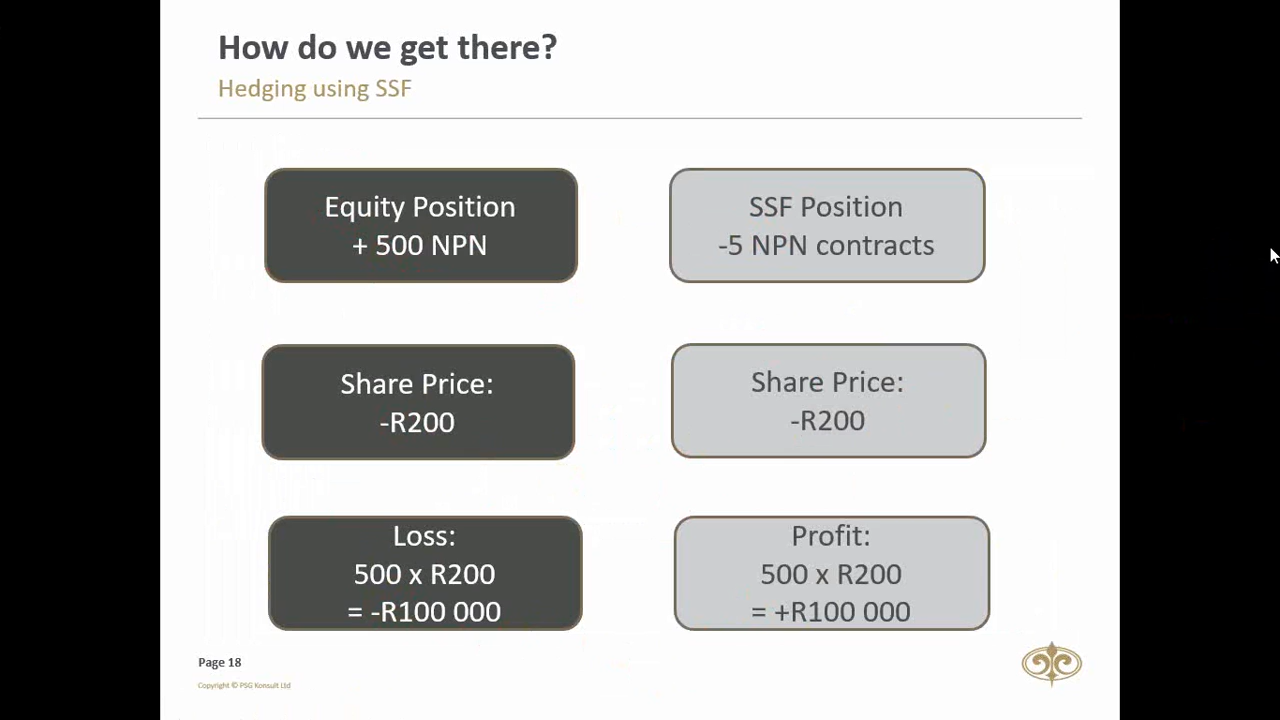 How do we get there?
Hedging using SSF
Equity Position
+ 500 NPN
SSF Position
-5 NPN contracts
Share Price:
-R200
Share Price:
-R200
Loss:
500 x R200
= -R100 000
Profit:
500 x R200
= +R100 000
Page 18
Copyright © PSG Konsult Ltd